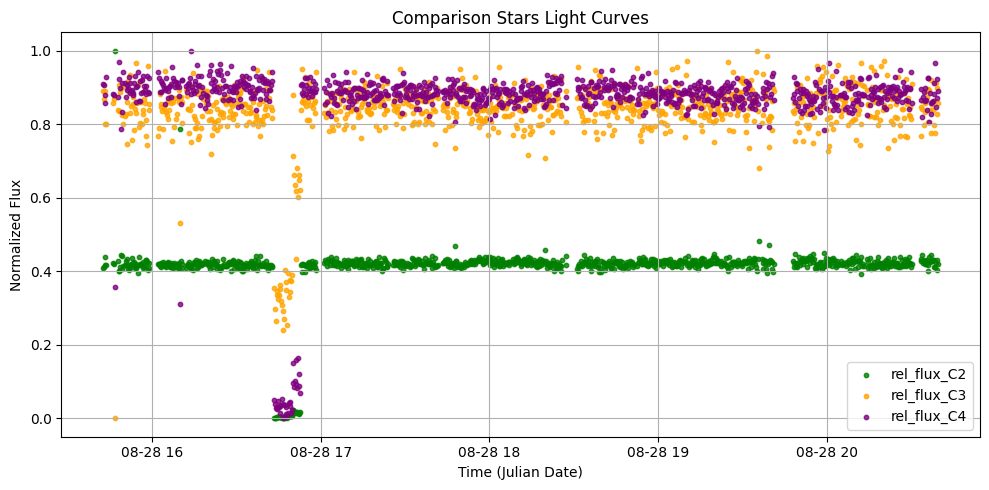 Comparison Stars Light Curves
Normalized Flux
1.0
0.8
0.6
0.4
0.2
0.0
08-28 16
08-28 17
08-28 18
08-28 19
08-28 20
Time (Julian Date)
rel_flux_C2
rel_flux_C3
rel_flux_C4